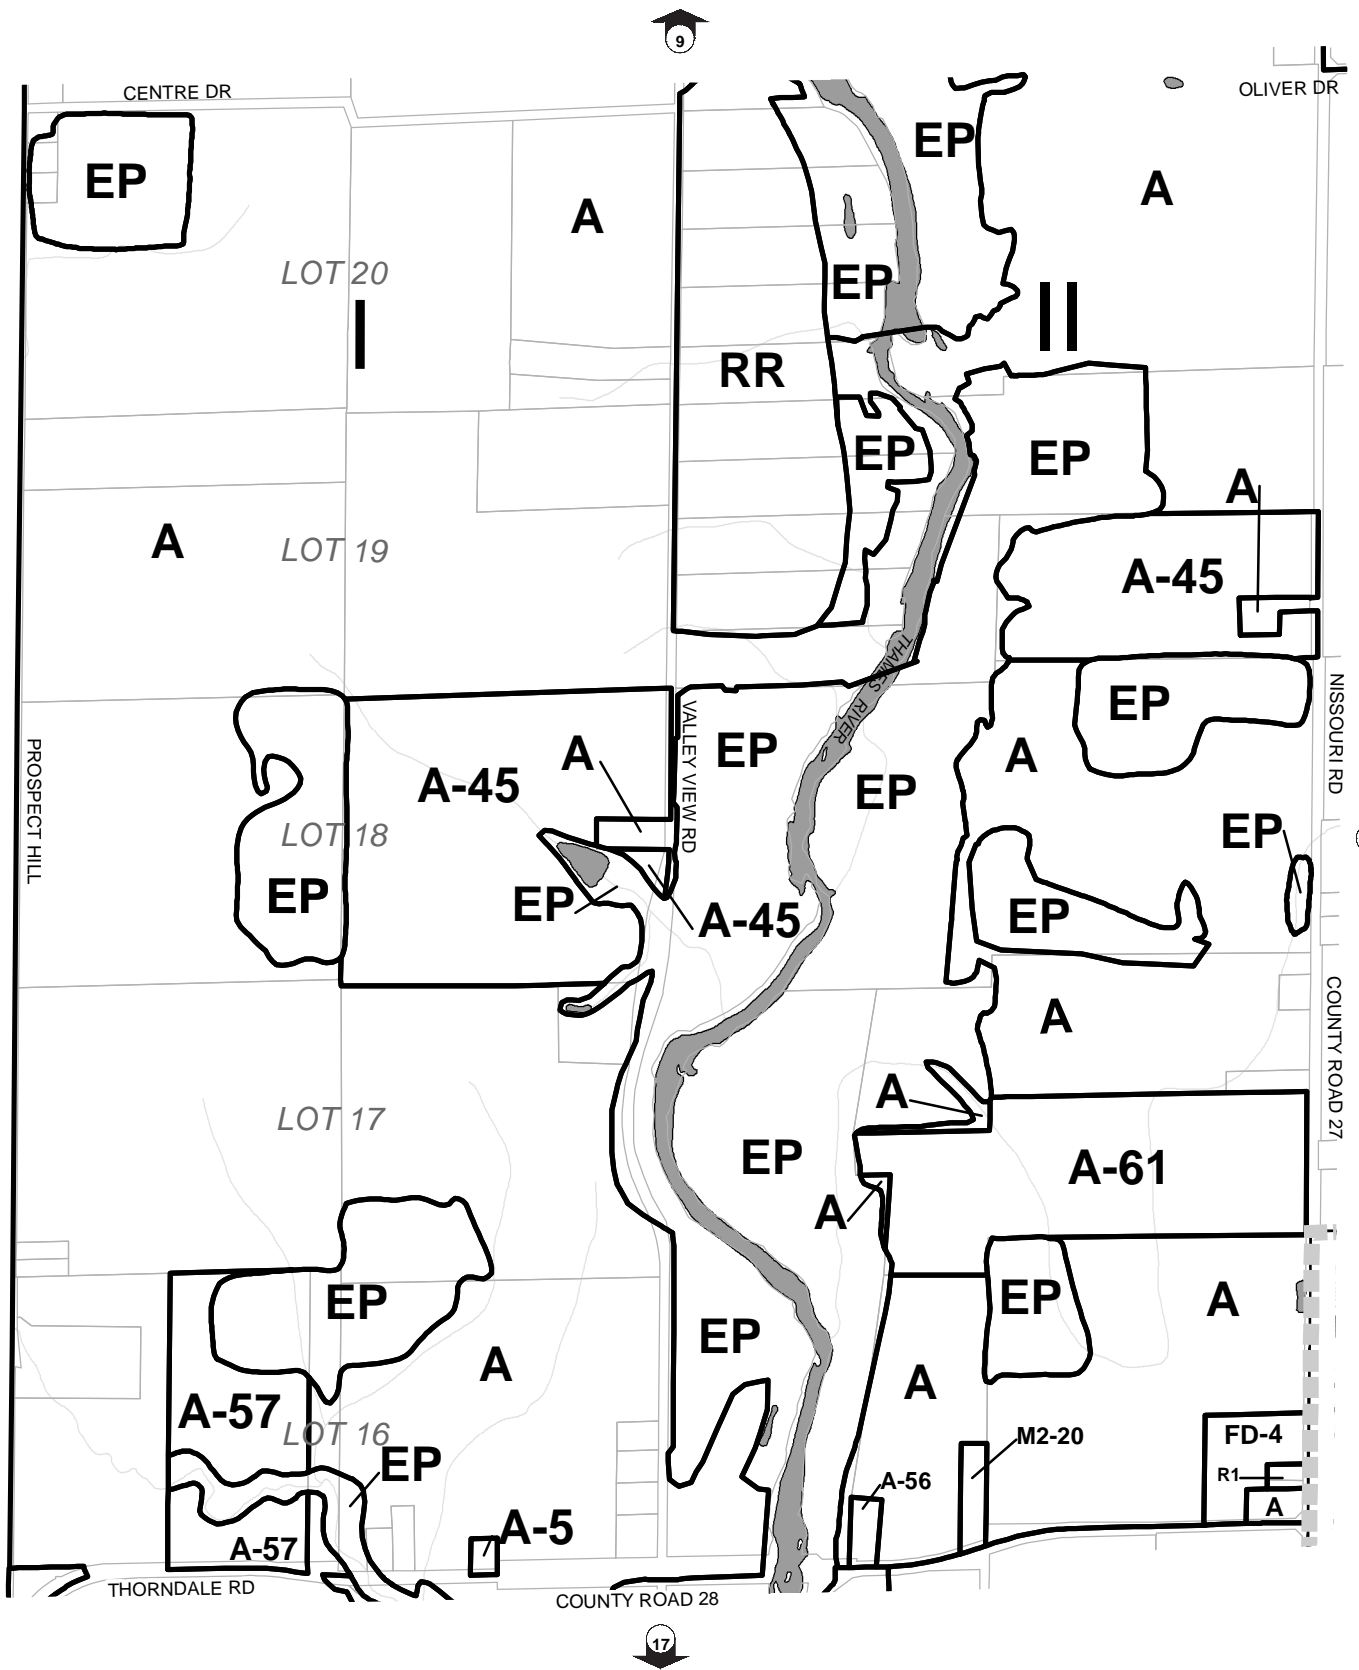 9
CENTRE DR
OLIVER DR
EP
EP
A
A
LOT 20
I
EP
II
RR
EP
EP
A
A
LOT 19
A-45
THAMES RIVER
NISSOURI RD
PROSPECT HILL
VALLEY VIEW RD
EP
EP
A
A
A-45
EP
LOT 18
EP
EP
EP
A-45
EP
COUNTY ROAD 27
A
A
LOT 17
EP
A-61
A
EP
EP
A
EP
A
A
A-57
LOT 16
EP
M2-20
FD-4
R1
A-56
A
A-5
A-57
THORNDALE RD
COUNTY ROAD 28
17